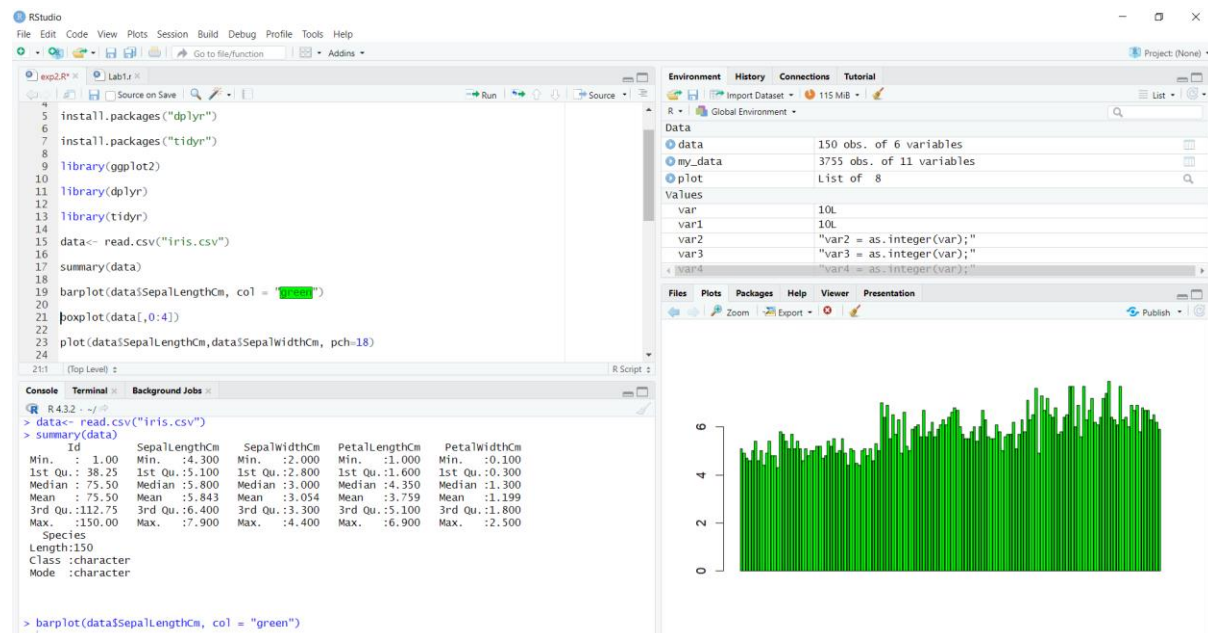 RStudio
File Edit Code View Plots Session Build Debug Profile Tools Help
Go to file/function Addins Project: (None)
exp2.R* Lab1.r
Source on Save Run Source
4
5 install.packages("dplyr")
6
7 install.packages("tidyr")
8
9 library(ggplot2)
10
11 library(dplyr)
12
13 library(tidyr)
14
15 data<- read.csv("iris.csv")
16
17 summary(data)
18
19 barplot(data$SepalLengthCm, col = "green")
20
21 boxplot(data[,0:4])
22
23 plot(data$SepalLengthCm,data$SepalWidthCm, pch=18)
24
21:1 (Top Level) R Script
Console Terminal Background Jobs
R 4.3.2 · ~/
> data<- read.csv("iris.csv")
> summary(data)
Id SepalLengthCm SepalWidthCm PetalLengthCm PetalWidthCm
Min. : 1.00 Min. :4.300 Min. :2.000 Min. :1.000 Min. :0.100
1st Qu.: 38.25 1st Qu.:5.100 1st Qu.:2.800 1st Qu.:1.600 1st Qu.:0.300
Median : 75.50 Median :5.800 Median :3.000 Median :4.350 Median :1.300
Mean : 75.50 Mean :5.843 Mean :3.054 Mean :3.759 Mean :1.199
3rd Qu.:112.75 3rd Qu.:6.400 3rd Qu.:3.300 3rd Qu.:5.100 3rd Qu.:1.800
Max. :150.00 Max. :7.900 Max. :4.400 Max. :6.900 Max. :2.500
Species
Length:150
Class :character
Mode :character
> barplot(data$SepalLengthCm, col = "green")
Environment History Connections Tutorial
Import Dataset 115 MiB List
R Global Environment
Data
data 150 obs. of 6 variables
my_data 3755 obs. of 11 variables
plot List of 8
Values
var 10L
var1 10L
var2 "var2 = as.integer(var);"
var3 "var3 = as.integer(var);"
var4 "var4 = as.integer(var);"
Files Plots Packages Help Viewer Presentation
Zoom Export Publish
6
4
2
0